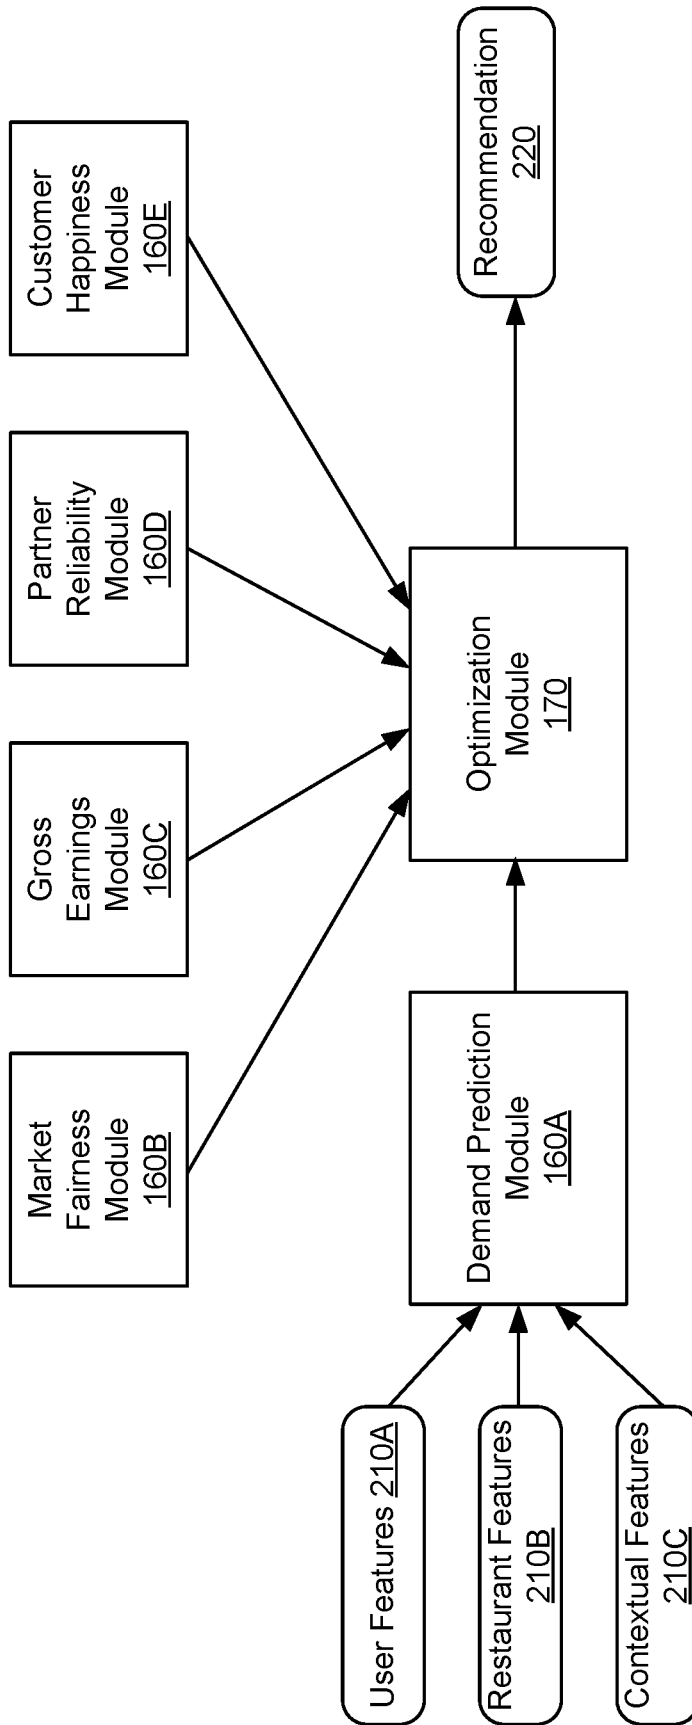 Market
Fairness
Module
160B
Gross
Earnings
Module
160C
Partner
Reliability
Module
160D
Customer
Happiness
Module
160E
User Features 210A
Restaurant Features
210B
Contextual Features
210C
Demand Prediction
Module
160A
Optimization
Module
170
Recommendation
220